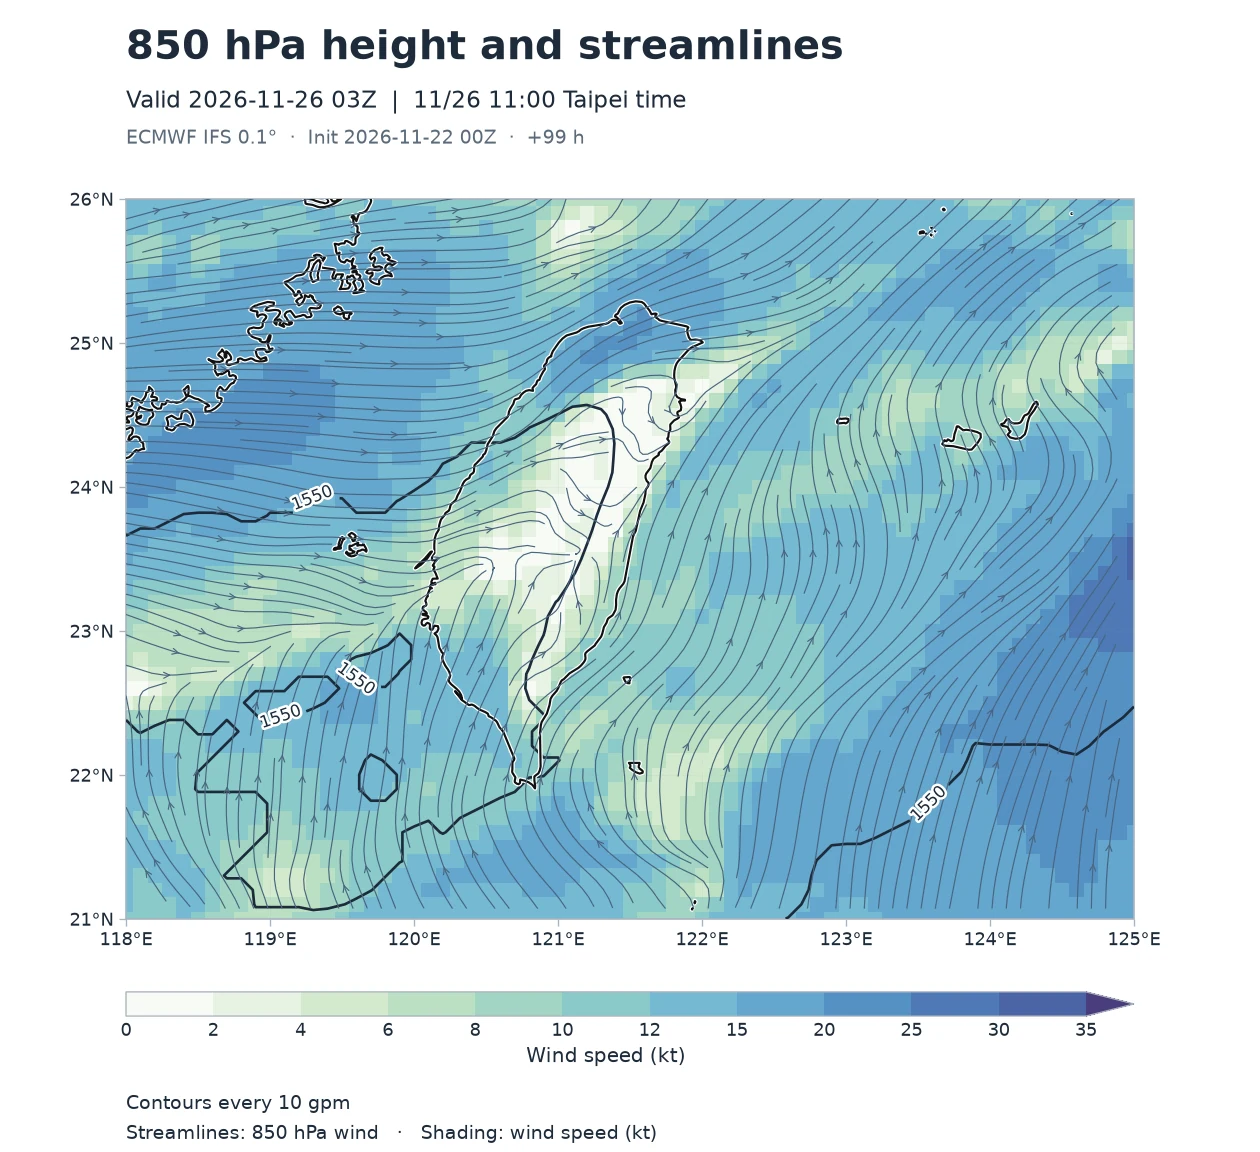 850 hPa height and streamlines
Valid 2026-11-26 03Z | 11/26 11:00 Taipei time
ECMWF IFS 0.1° · Init 2026-11-22 00Z · +99 h
26°N
25°N
24°N
23°N
22°N
21°N
1550
1550
1550
1550
118°E 119°E 120°E 121°E 122°E 123°E 124°E 125°E
0 2 4 6 8 10 12 15 20 25 30 35
Wind speed (kt)
Contours every 10 gpm
Streamlines: 850 hPa wind · Shading: wind speed (kt)